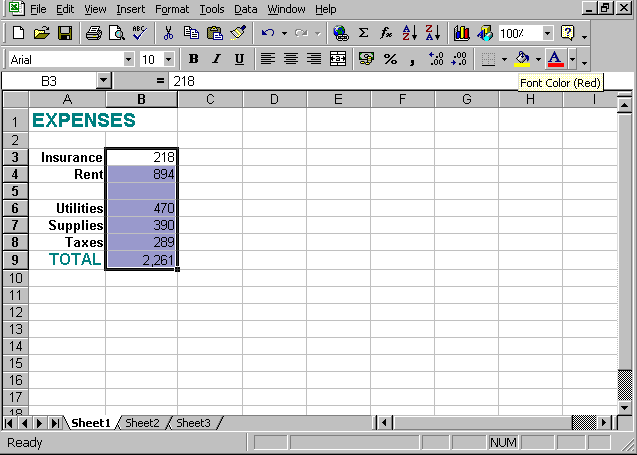 File Edit View Insert Format Tools Data Window Help
ABC Σ fx A Z Z A 100% ?
Arial 10 B I U % , A
B3 = 218
Font Color (Red)
A B C D E F G H I
1 EXPENSES
2
3 Insurance 218
4 Rent 894
5
6 Utilities 470
7 Supplies 390
8 Taxes 289
9 TOTAL 2,261
10
11
12
13
14
15
16
17
18
Sheet1 Sheet2 Sheet3
Ready NUM